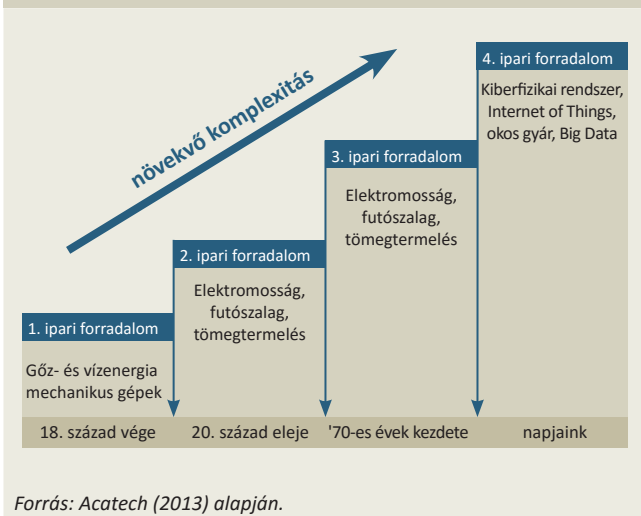 növekvő komplexitás
1. ipari forradalom
Gőz- és vízenergia
mechanikus gépek
18. század vége
2. ipari forradalom
Elektromosság,
futószalag,
tömegtermelés
20. század eleje
3. ipari forradalom
Elektromosság,
futószalag,
tömegtermelés
'70-es évek kezdete
4. ipari forradalom
Kiberfizikai rendszer,
Internet of Things,
okos gyár, Big Data
napjaink
Forrás: Acatech (2013) alapján.